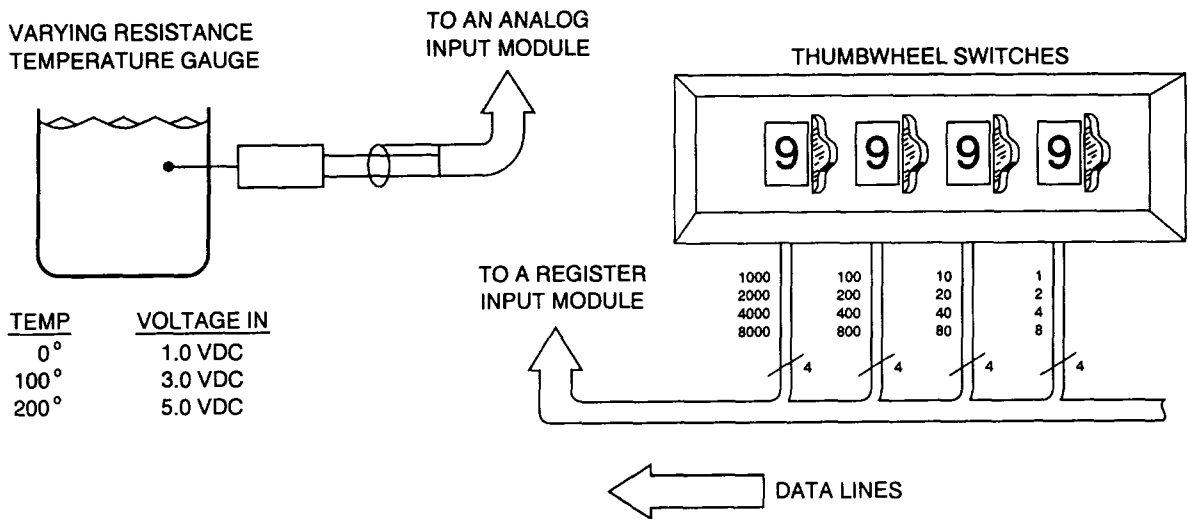 VARYING RESISTANCE
TEMPERATURE GAUGE
TO AN ANALOG
INPUT MODULE
THUMBWHEEL SWITCHES
9 9 9 9
TO A REGISTER
INPUT MODULE
1000 100 10 1
2000 200 20 2
4000 400 40 4
8000 800 80 8
4 4 4 4
TEMP VOLTAGE IN
0° 1.0 VDC
100° 3.0 VDC
200° 5.0 VDC
DATA LINES